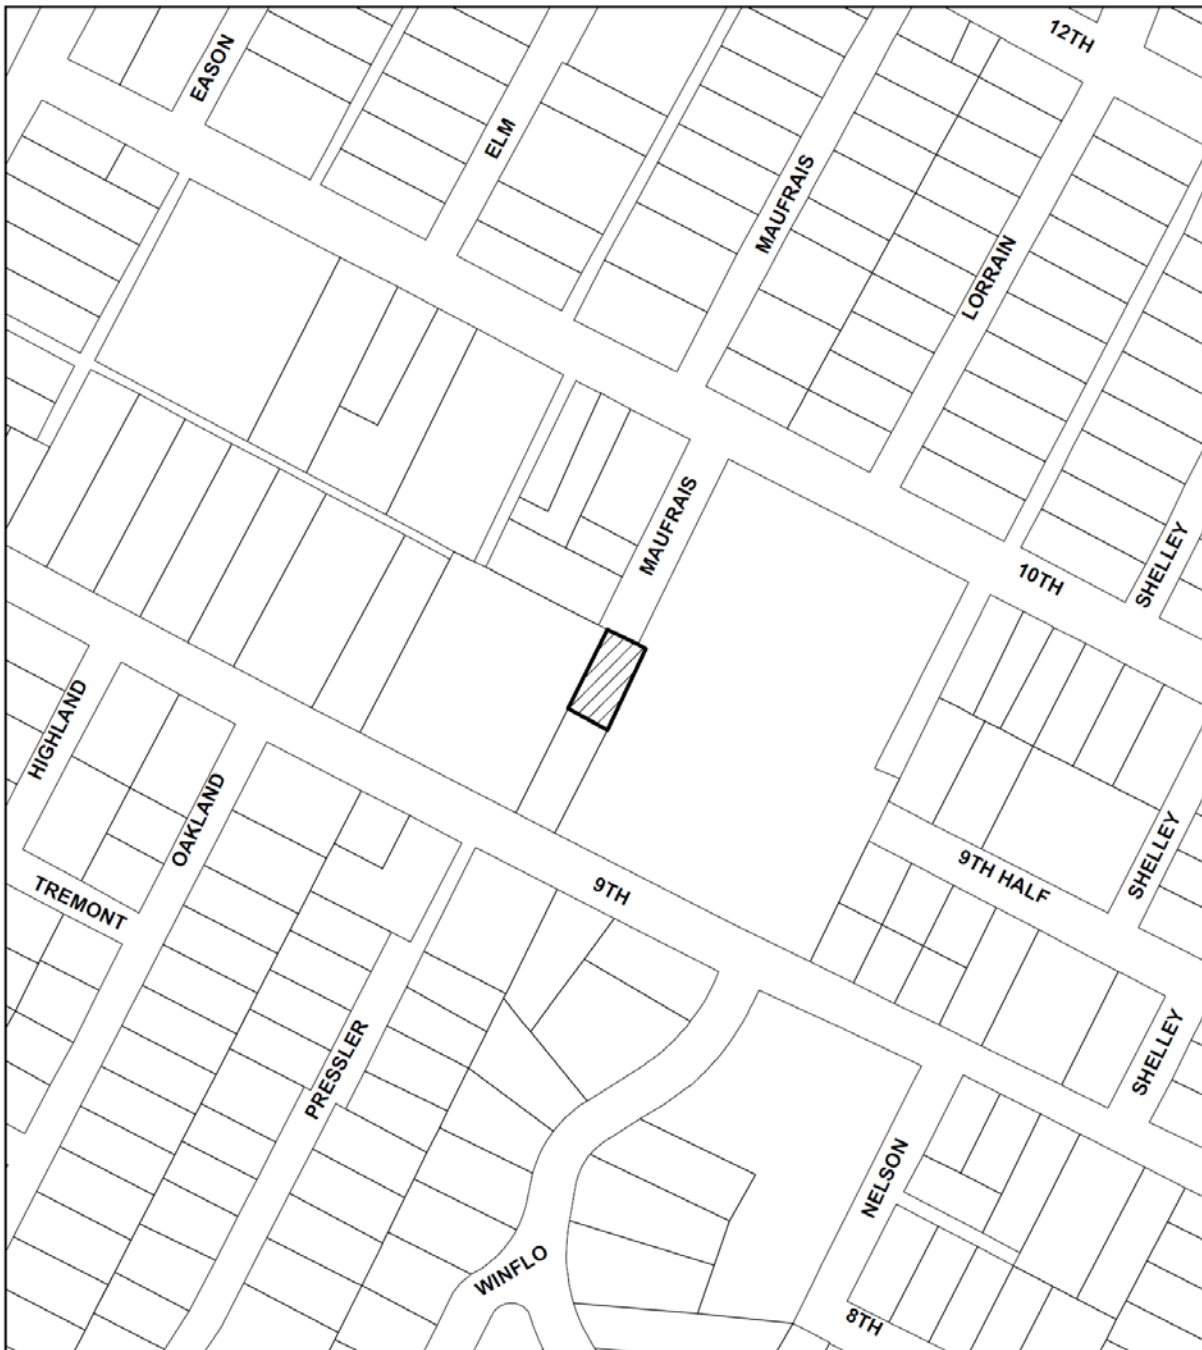 12TH
EASON
ELM
MAUFRAIS
LORRAIN
MAUFRAIS
SHELLEY
10TH
HIGHLAND
OAKLAND
SHELLEY
9TH HALF
9TH
TREMONT
PRESSLER
SHELLEY
NELSON
WINFLO
8TH